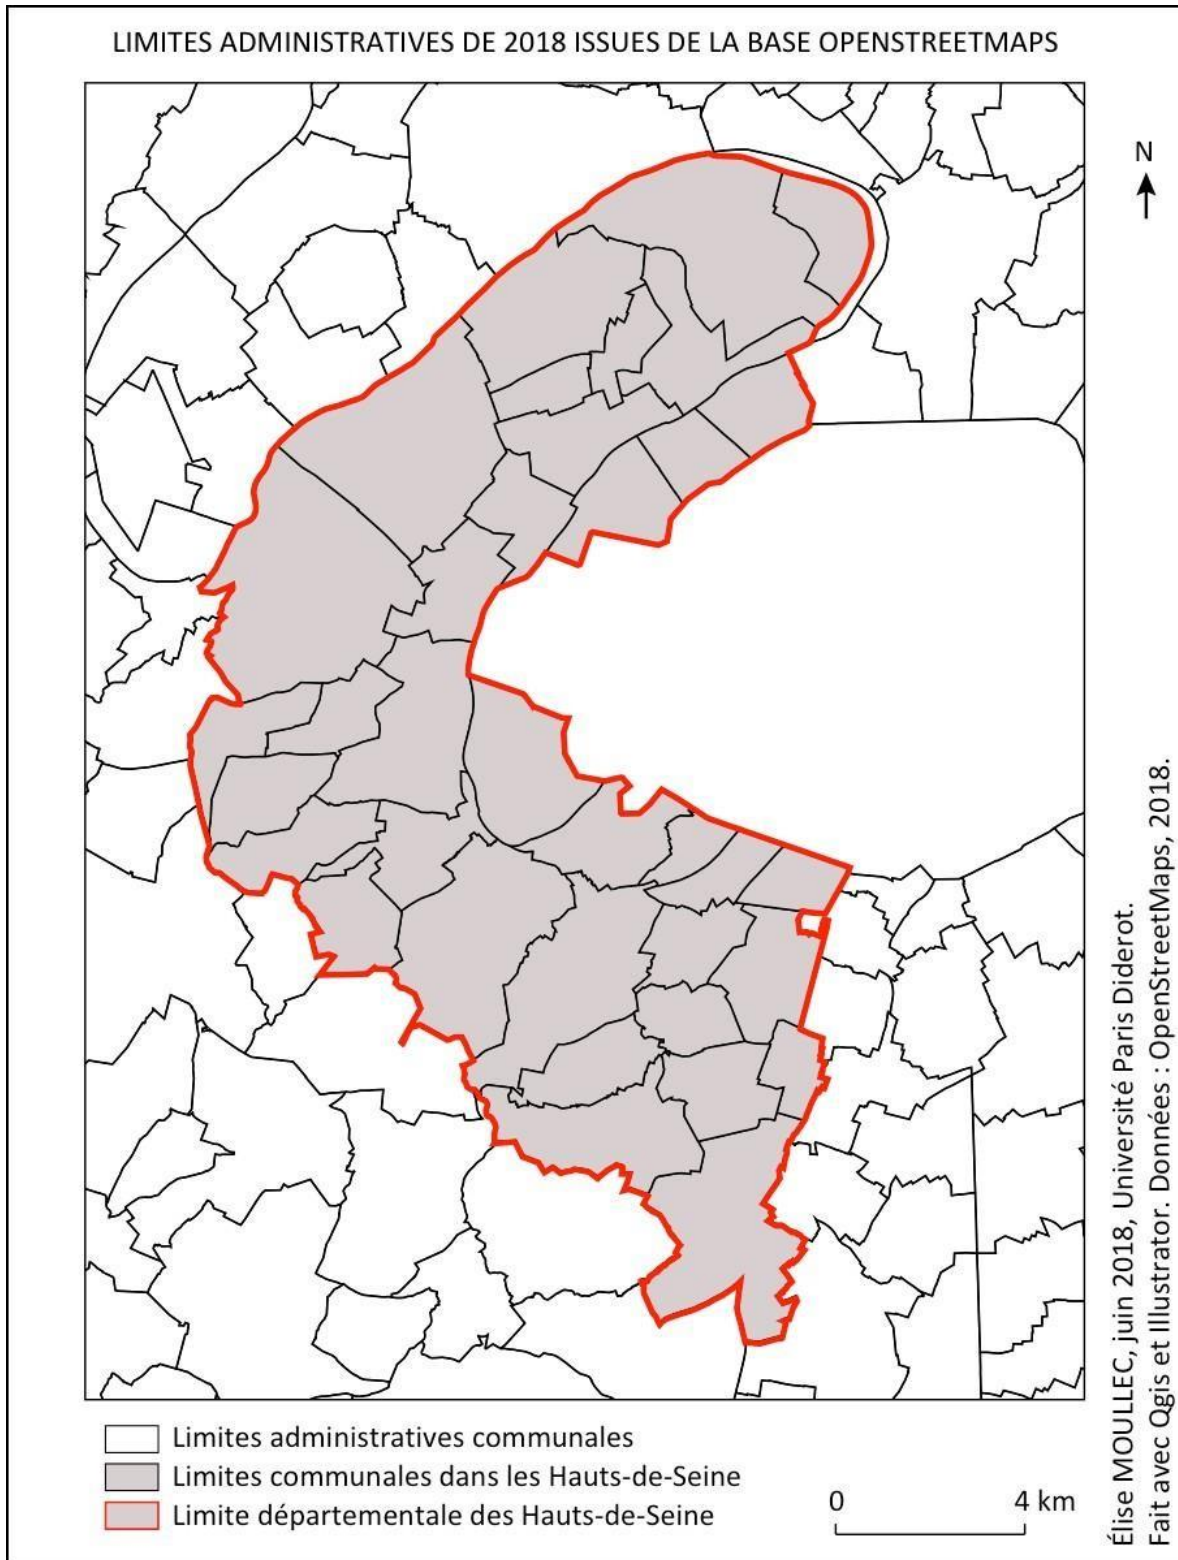 LIMITES ADMINISTRATIVES DE 2018 ISSUES DE LA BASE OPENSTREETMAPS
N
Limites administratives communales
Limites communales dans les Hauts-de-Seine
Limite départementale des Hauts-de-Seine
0 4 km
Élise MOULLEC, juin 2018, Université Paris Diderot.
Fait avec Qgis et Illustrator. Données : OpenStreetMaps, 2018.